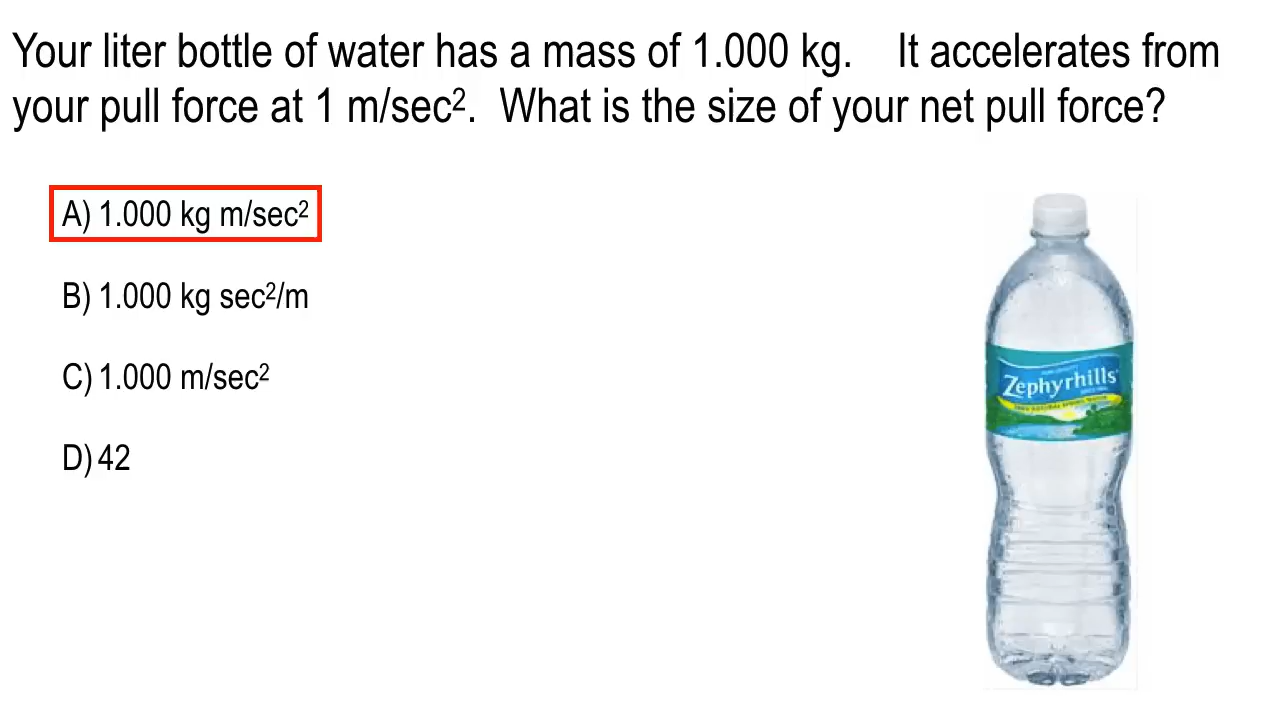 Your liter bottle of water has a mass of 1.000 kg. It accelerates from
your pull force at 1 m/sec². What is the size of your net pull force?
A) 1.000 kg m/sec²
B) 1.000 kg sec²/m
C) 1.000 m/sec²
D) 42
Zephyrhills